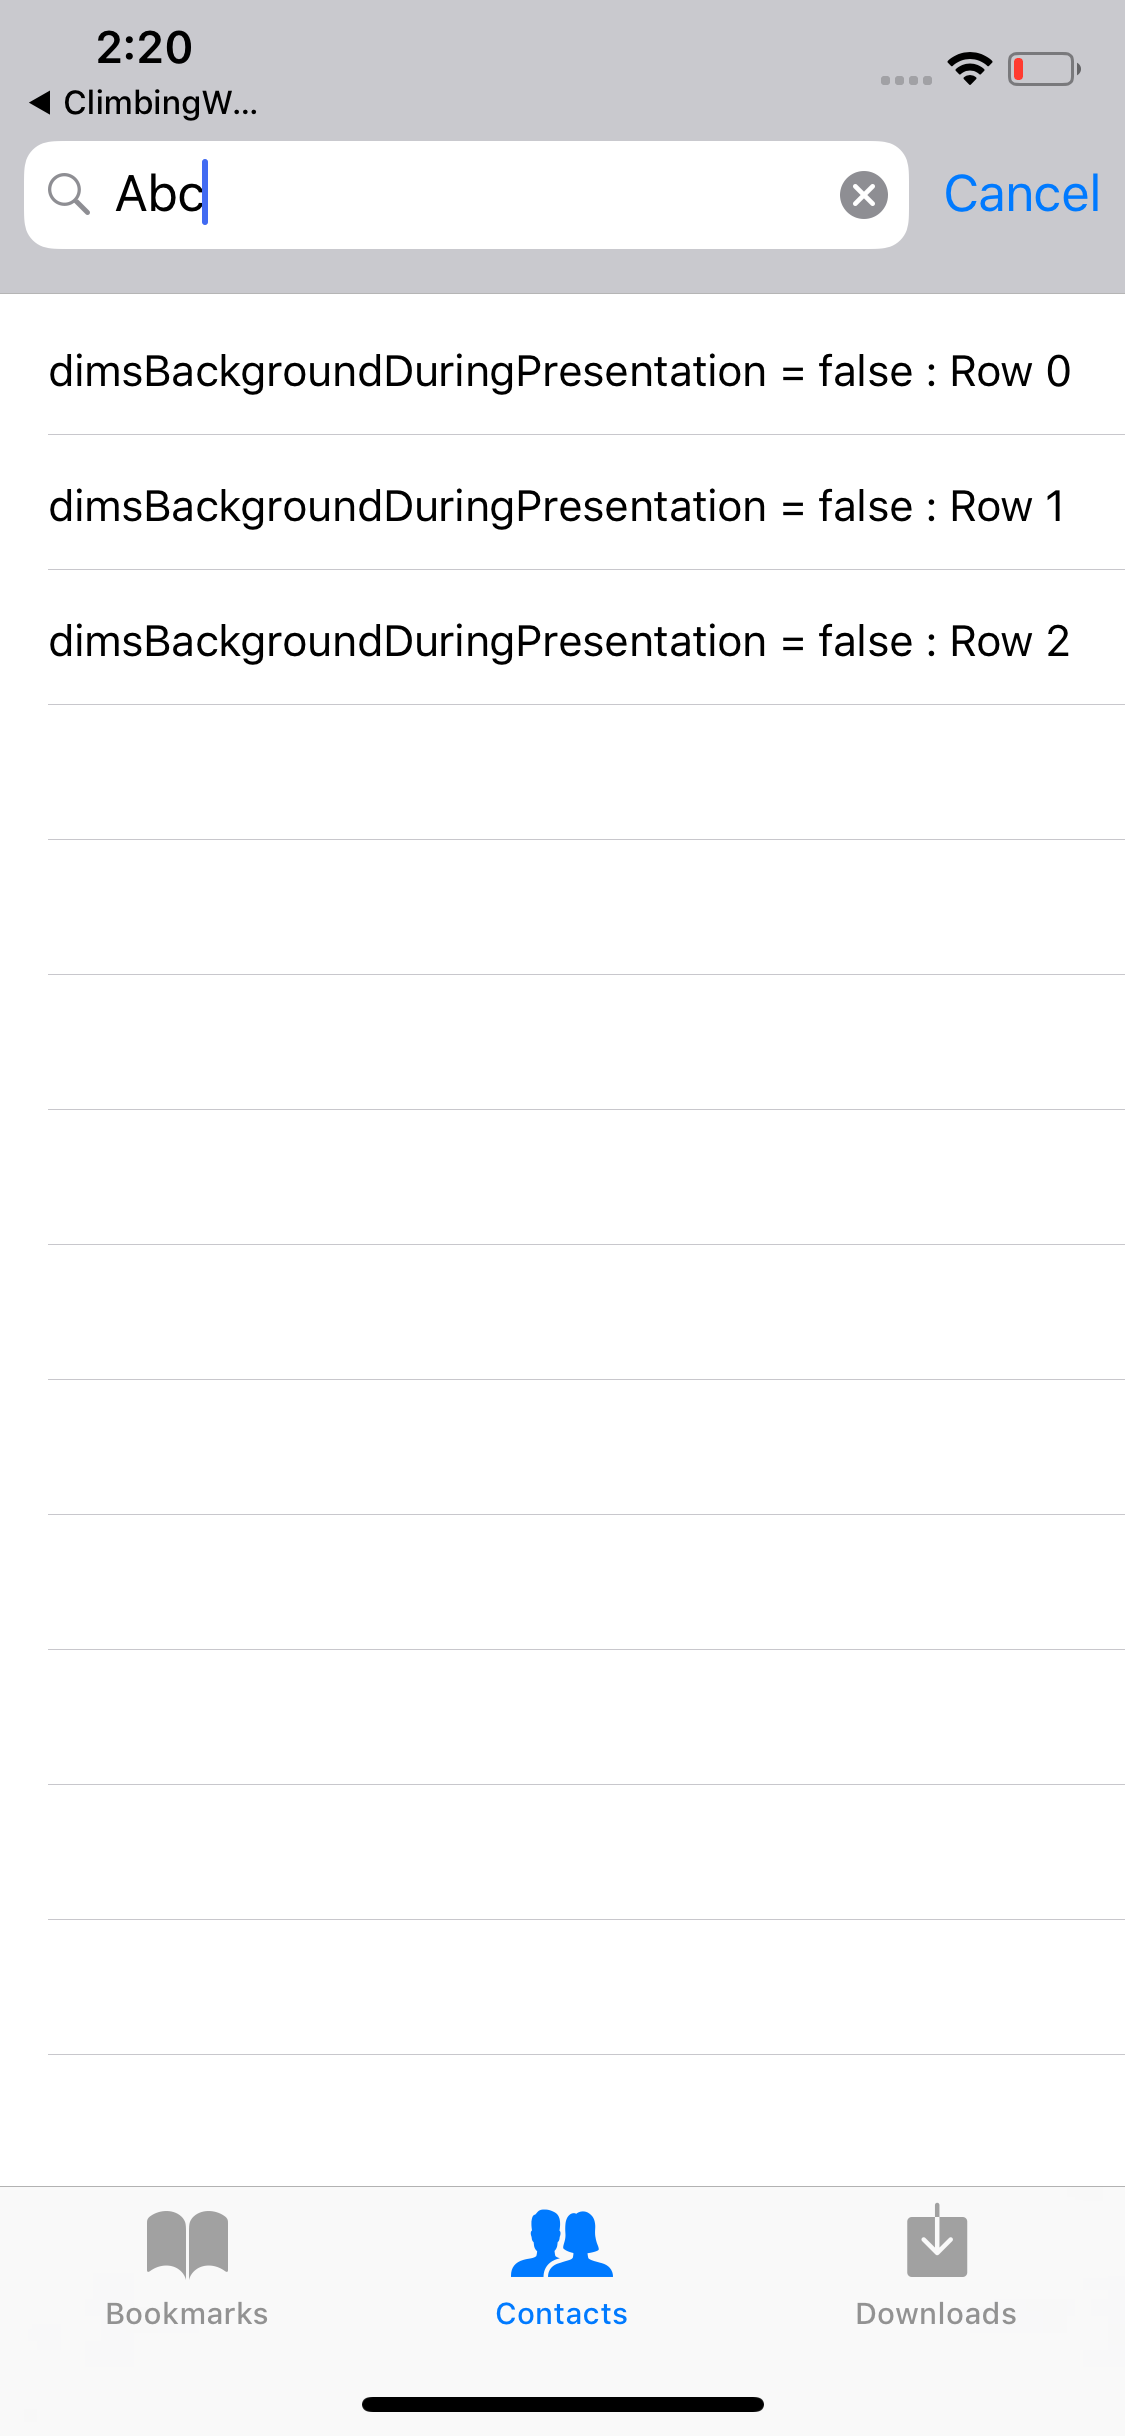 2:20
◀ ClimbingW...
Abc
Cancel
dimsBackgroundDuringPresentation = false : Row 0
dimsBackgroundDuringPresentation = false : Row 1
dimsBackgroundDuringPresentation = false : Row 2
Bookmarks
Contacts
Downloads